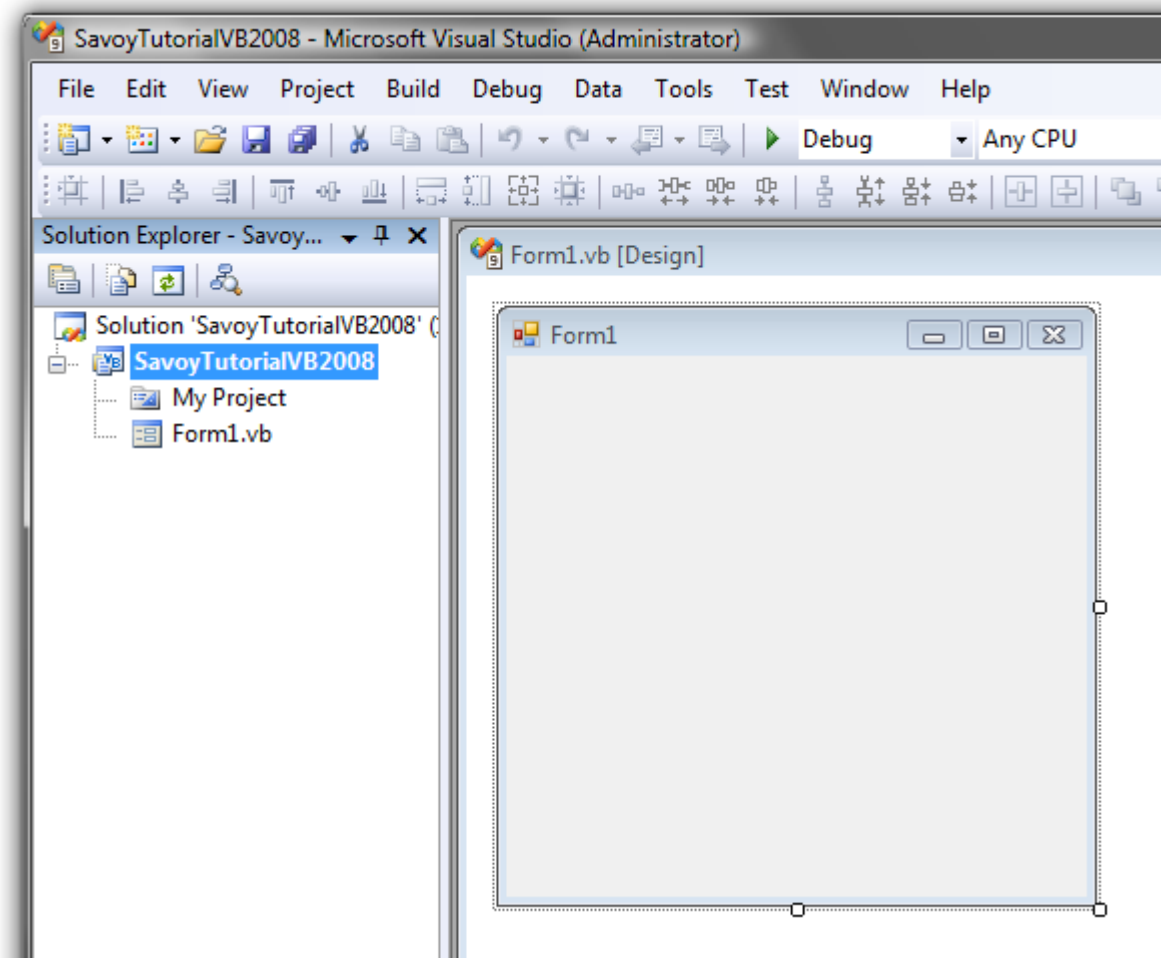 SavoyTutorialVB2008 - Microsoft Visual Studio (Administrator)
File Edit View Project Build Debug Data Tools Test Window Help
Debug Any CPU
Solution Explorer - Savoy...
Form1.vb [Design]
Solution 'SavoyTutorialVB2008' (
SavoyTutorialVB2008
My Project
Form1.vb
Form1